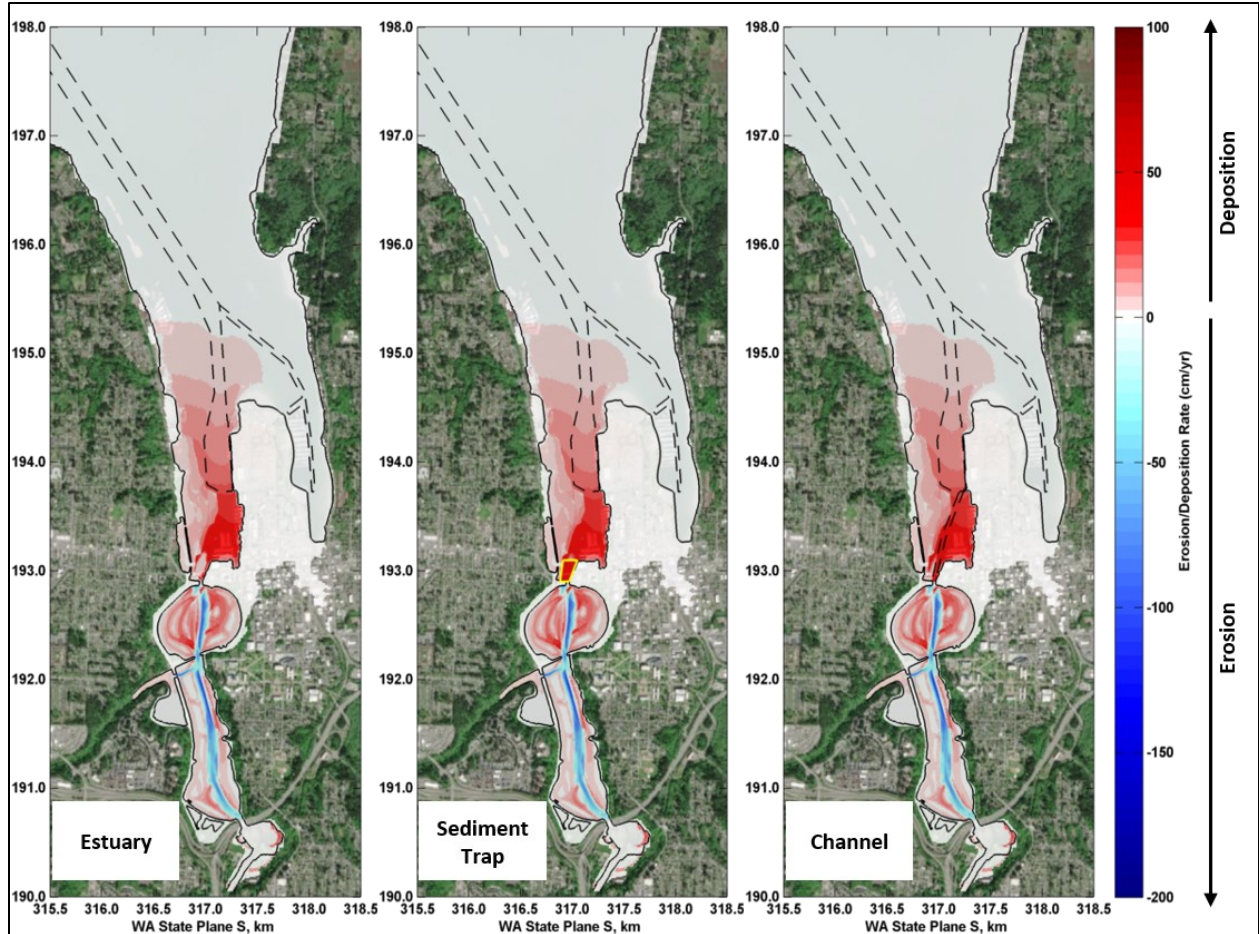 198.0
197.0
196.0
195.0
194.0
193.0
192.0
191.0
190.0
315.5 316.0 316.5 317.0 317.5 318.0 318.5
WA State Plane S, km
Estuary
198.0
197.0
196.0
195.0
194.0
193.0
192.0
191.0
190.0
315.5 316.0 316.5 317.0 317.5 318.0 318.5
WA State Plane S, km
Sediment
Trap
198.0
197.0
196.0
195.0
194.0
193.0
192.0
191.0
190.0
315.5 316.0 316.5 317.0 317.5 318.0 318.5
WA State Plane S, km
Channel
100
50
0
-50
-100
-150
-200
Erosion/Deposition Rate (cm/yr)
Deposition
Erosion